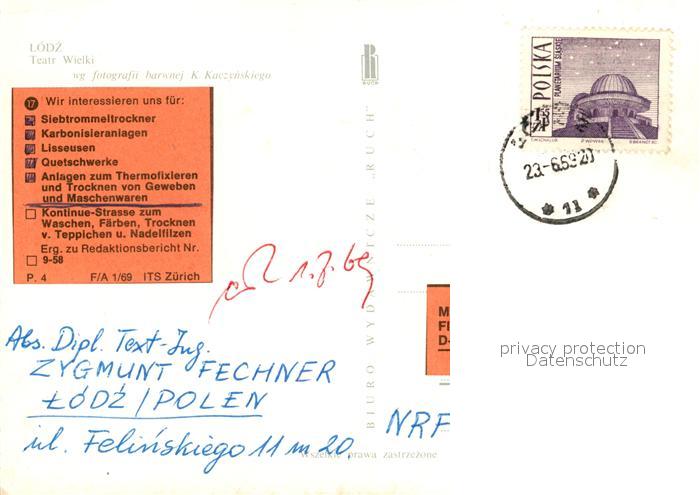 ŁÓDŹ
Teatr Wielki
wg fotografii barwnej K. Kaczyńskiego
RUCH
17 Wir interessieren uns für:
Siebtrommeltrockner
Karbonisieranlagen
Lisseusen
Quetschwerke
Anlagen zum Thermofixieren
und Trocknen von Geweben
und Maschenwaren
Kontinue-Strasse zum
Waschen, Färben, Trocknen
v. Teppichen u. Nadelfilzen
Erg. zu Redaktionsbericht Nr.
9-58
P. 4 F/A 1/69 ITS Zürich
1.7.69
Abs. Dipl. Text-Ing.
ZYGMUNT FECHNER
ŁÓDŹ / POLEN
ul. Felińskiego 11 m 20
BIURO WYDAWNICZE „RUCH"
Wszelkie prawa zastrzeżone
POLSKA
PLANETARIUM ŚLĄSKIE
23.-6.69 20
11
M
FI
D-
NRF
privacy protection
Datenschutz